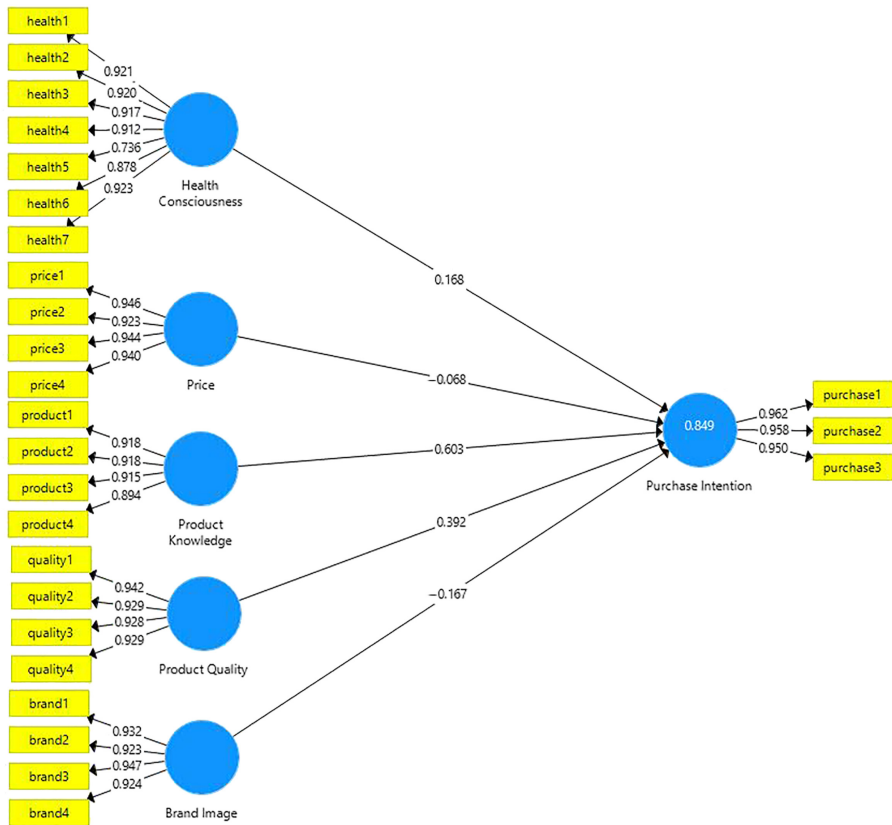 health1
health2
health3
health4
health5
health6
health7
0.921
0.920
0.917
0.912
0.736
0.878
0.923
Health
Consciousness
price1
price2
price3
price4
0.946
0.923
0.944
0.940
Price
product1
product2
product3
product4
0.918
0.918
0.915
0.894
Product
Knowledge
quality1
quality2
quality3
quality4
0.942
0.929
0.928
0.929
Product Quality
brand1
brand2
brand3
brand4
0.932
0.923
0.947
0.924
Brand Image
0.168
−0.068
0.603
0.392
−0.167
0.849
Purchase Intention
0.962
0.958
0.950
purchase1
purchase2
purchase3